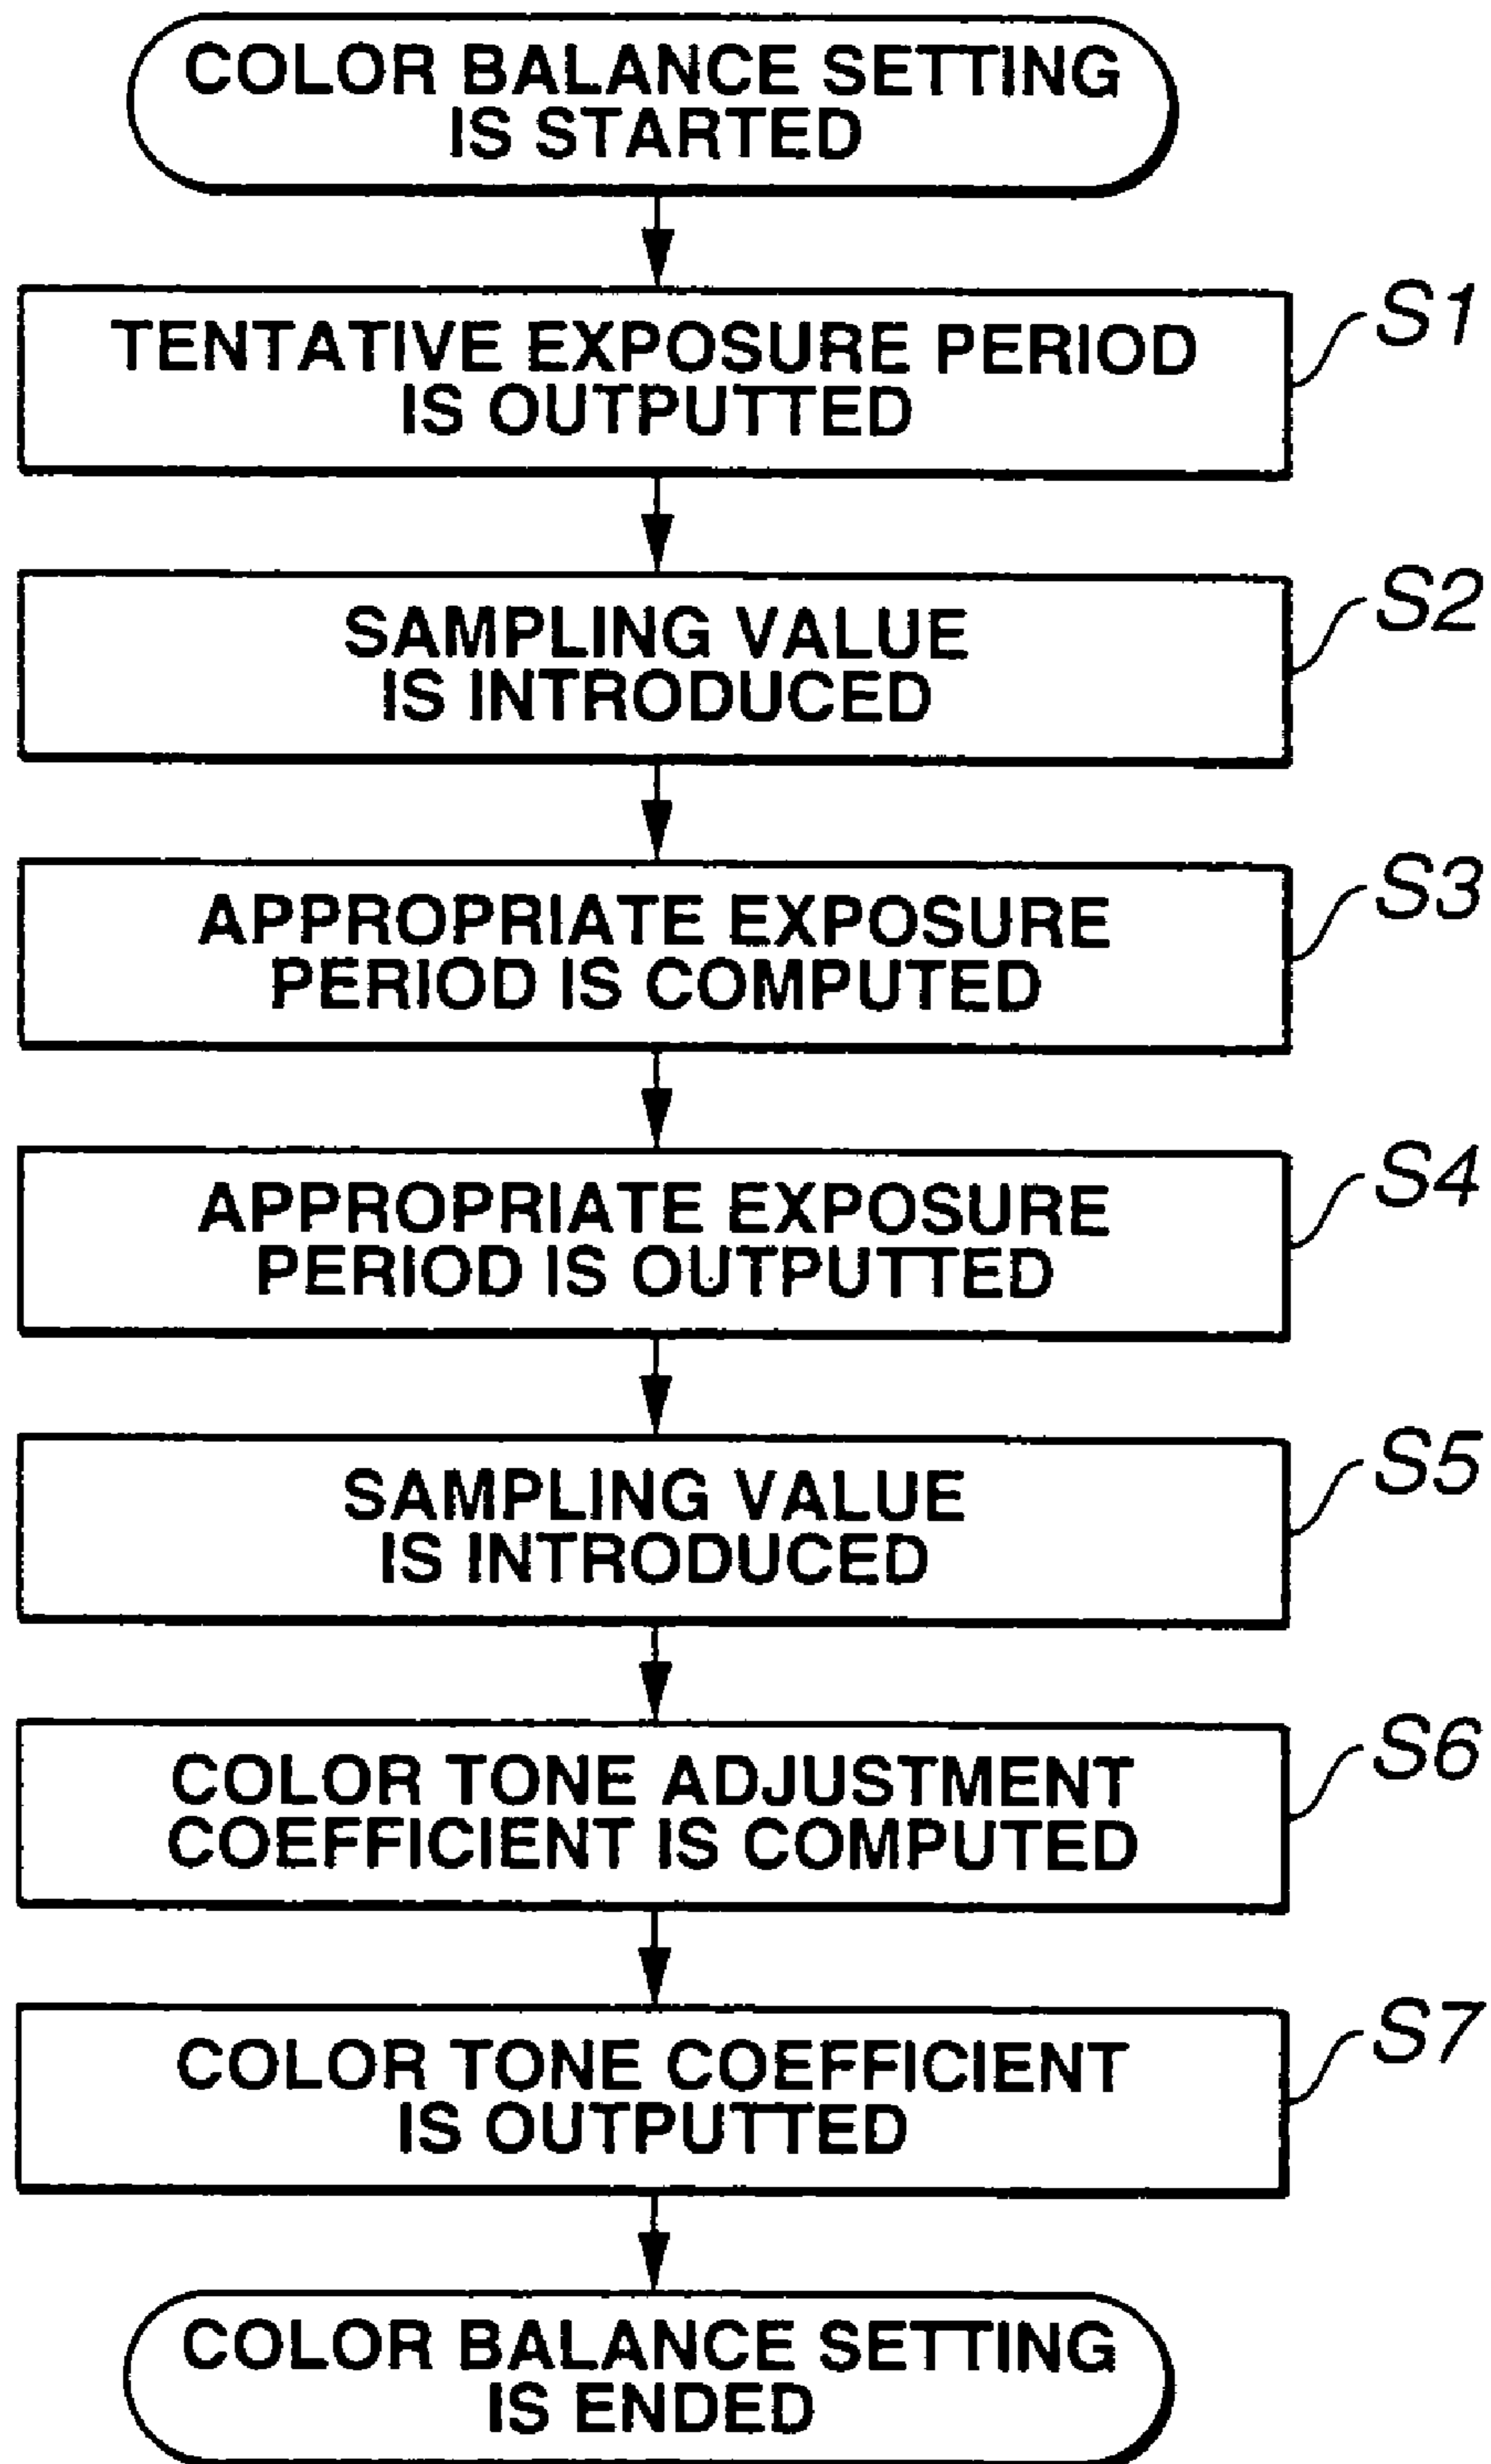 COLOR BALANCE SETTING
IS STARTED
TENTATIVE EXPOSURE PERIOD
IS OUTPUTTED
S1
SAMPLING VALUE
IS INTRODUCED
S2
APPROPRIATE EXPOSURE
PERIOD IS COMPUTED
S3
APPROPRIATE EXPOSURE
PERIOD IS OUTPUTTED
S4
SAMPLING VALUE
IS INTRODUCED
S5
COLOR TONE ADJUSTMENT
COEFFICIENT IS COMPUTED
S6
COLOR TONE COEFFICIENT
IS OUTPUTTED
S7
COLOR BALANCE SETTING
IS ENDED